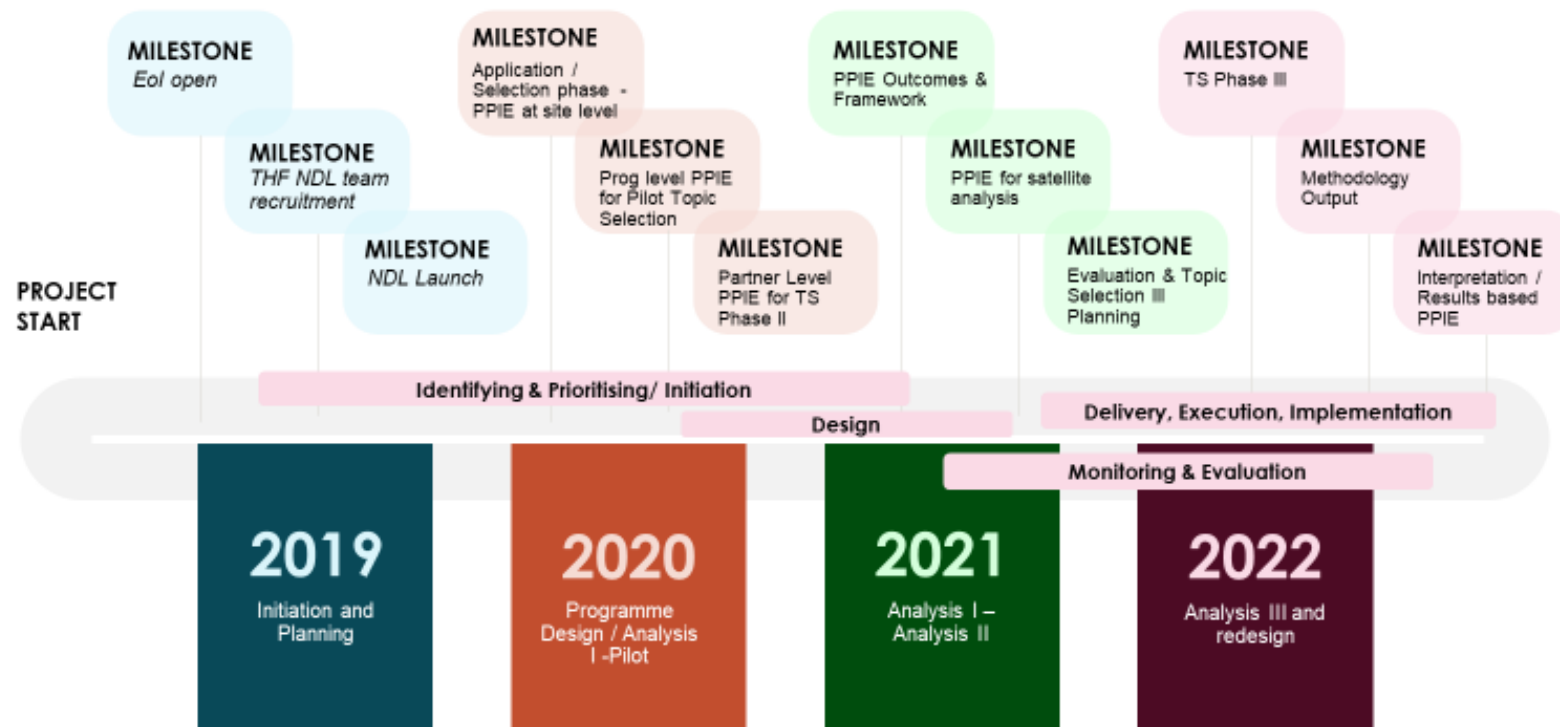 MILESTONE
EoI open
MILESTONE
THF NDL team
recruitment
MILESTONE
NDL Launch
MILESTONE
Application /
Selection phase -
PPIE at site level
MILESTONE
Prog level PPIE
for Pilot Topic
Selection
MILESTONE
Partner Level
PPIE for TS
Phase II
MILESTONE
PPIE Outcomes &
Framework
MILESTONE
PPIE for satellite
analysis
MILESTONE
Evaluation & Topic
Selection III
Planning
MILESTONE
TS Phase III
MILESTONE
Methodology
Output
MILESTONE
Interpretation /
Results based
PPIE
PROJECT
START
Identifying & Prioritising/ Initiation
Design
Delivery, Execution, Implementation
Monitoring & Evaluation
2019
Initiation and
Planning
2020
Programme
Design / Analysis
I -Pilot
2021
Analysis I –
Analysis II
2022
Analysis III and
redesign